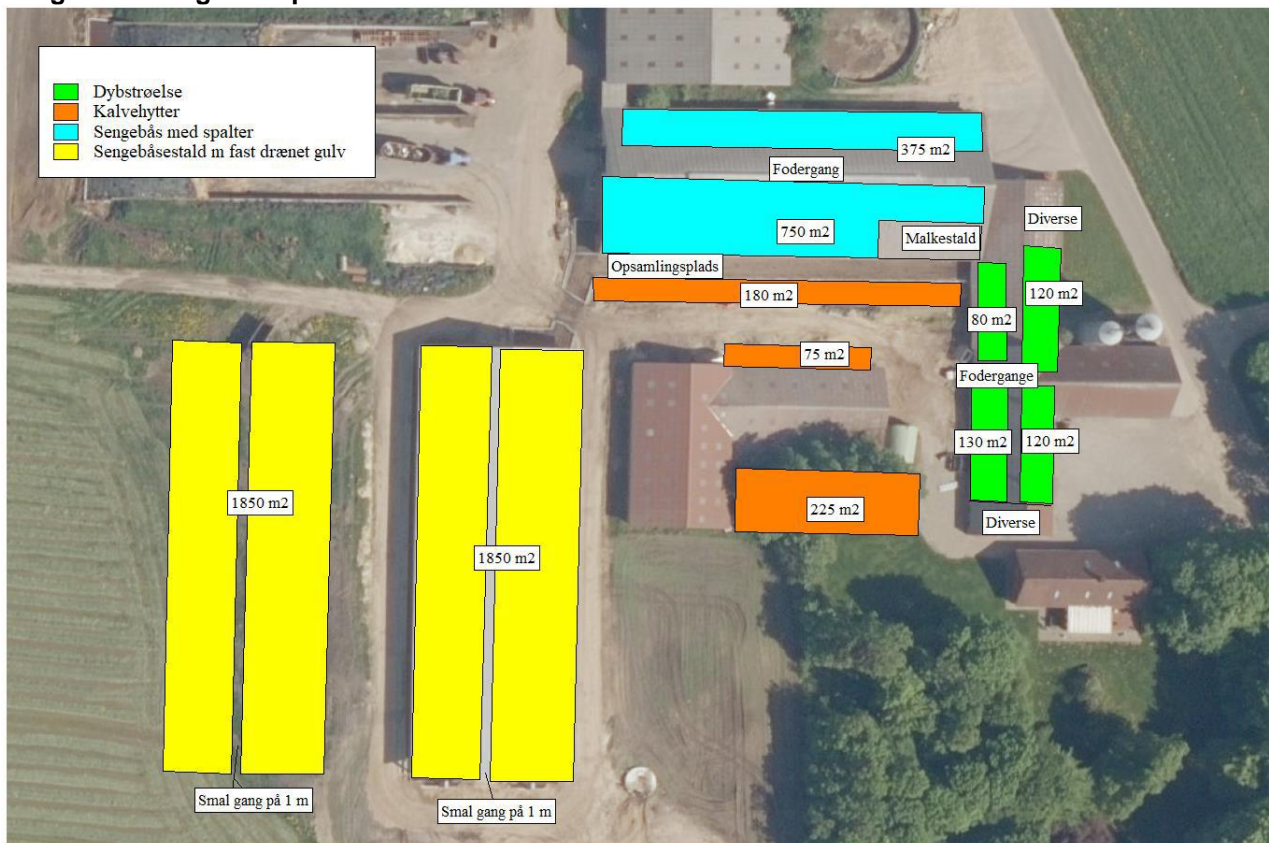 Dybstrøelse
Kalvehytter
Sengebås med spalter
Sengebåsestald m fast drænet gulv
375 m2
Fodergang
Diverse
750 m2
Malkestald
Opsamlingsplads
180 m2
120 m2
80 m2
75 m2
Fodergange
130 m2
120 m2
1850 m2
225 m2
Diverse
1850 m2
Smal gang på 1 m
Smal gang på 1 m